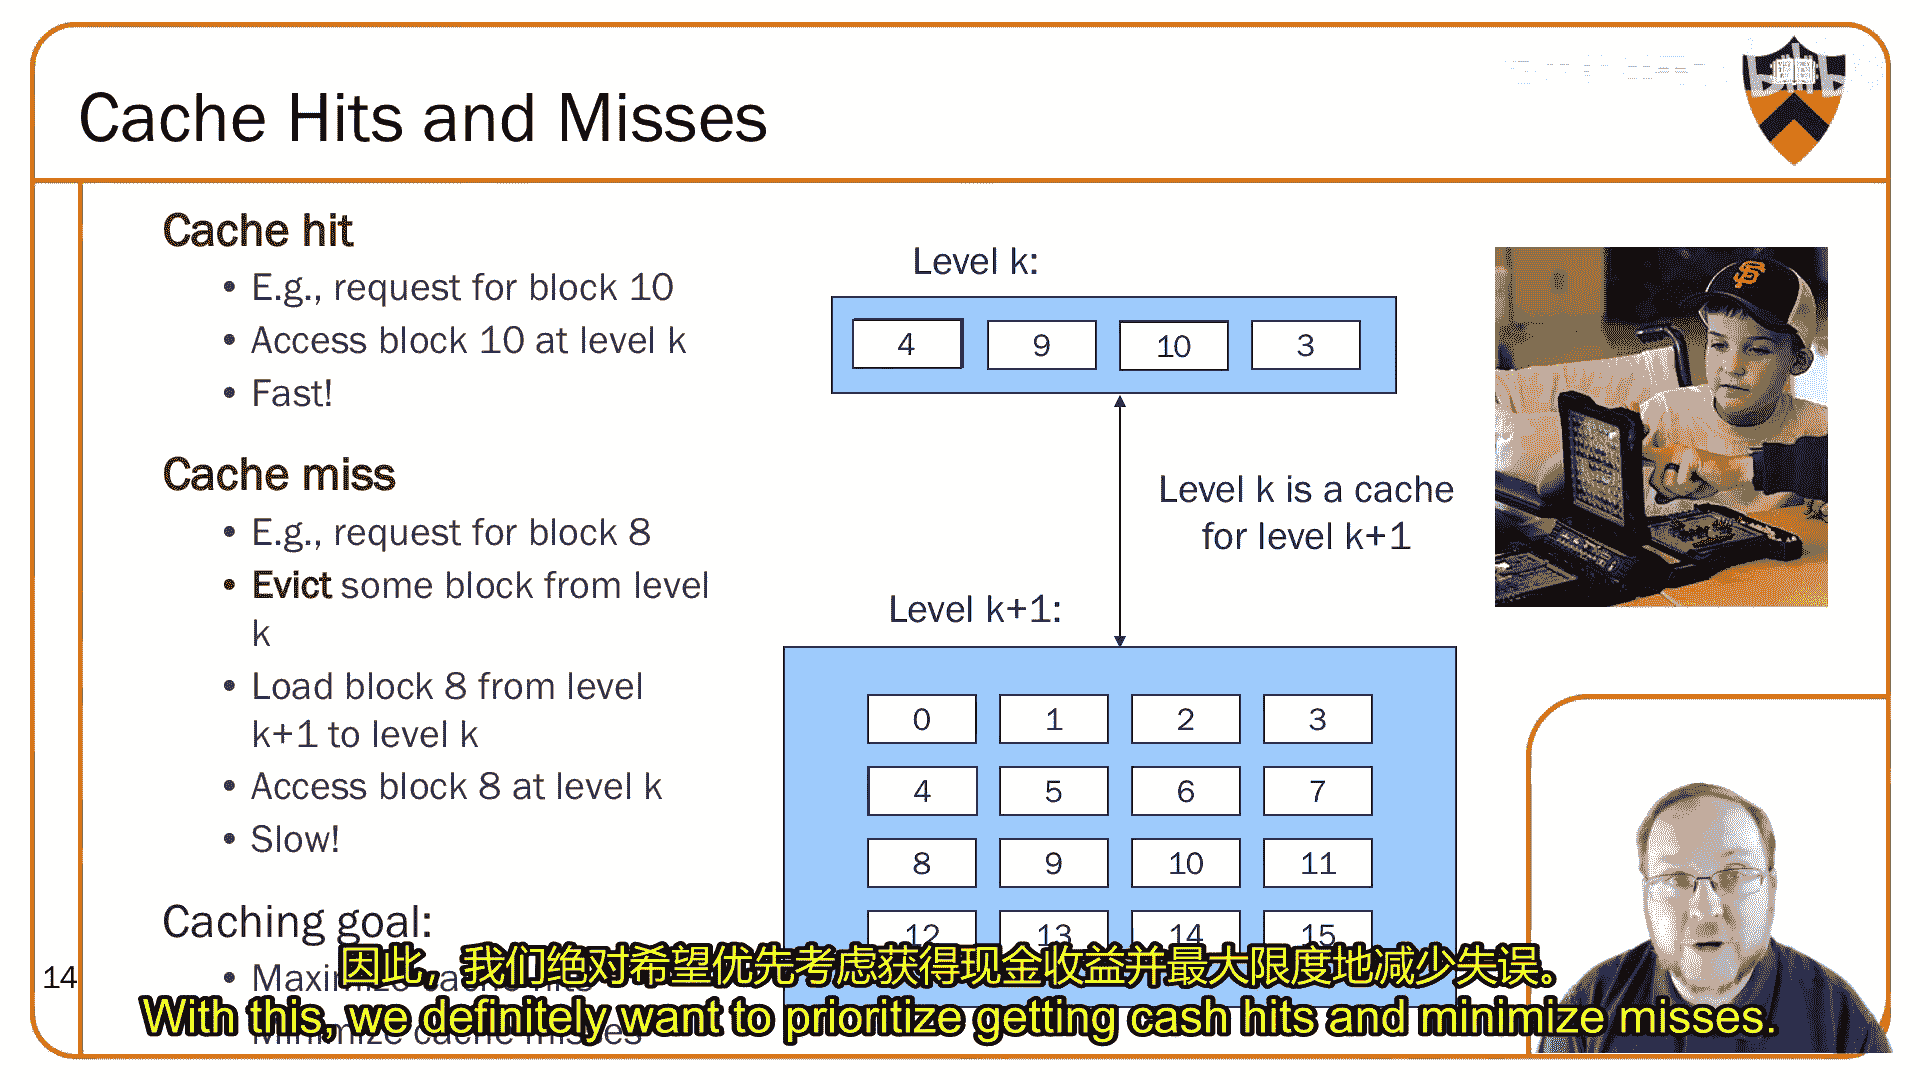 Cache Hits and Misses
Cache hit
• E.g., request for block 10
• Access block 10 at level k
• Fast!
Cache miss
• E.g., request for block 8
• Evict some block from level
k
• Load block 8 from level
k+1 to level k
• Access block 8 at level k
• Slow!
Caching goal:
• Maximize cache hits
• Minimize cache misses
Level k:
4 9 10 3
Level k is a cache
for level k+1
Level k+1:
0 1 2 3
4 5 6 7
8 9 10 11
12 13 14 15
14
因此，我们绝对希望优先考虑获得现金收益并最大限度地减少失误。
With this, we definitely want to prioritize getting cash hits and minimize misses.